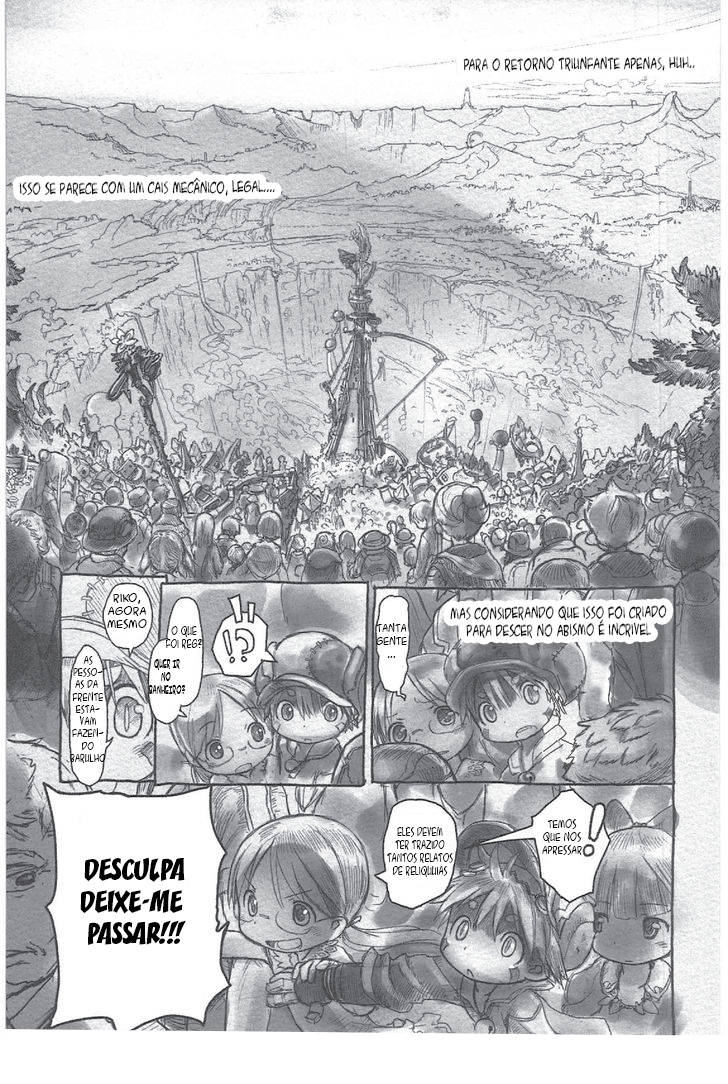 PARA O RETORNO TRIUNFANTE APENAS, HUH..
ISSO SE PARECE COM UM CAIS MECÂNICO, LEGAL....
MAS CONSIDERANDO QUE ISSO FOI CRIADO
PARA DESCER NO ABISMO É INCRIVEL
TANTA
GENTE
...
!?
O QUE
FOI REG?
QUER IR
NO
BANHEIRO?
RIKO,
AGORA
MESMO
AS
PESSO-
AS DA
FRENTE
ESTA-
VAM
FAZEN-
DO
BARULHO
TEMOS
QUE NOS
APRESSAR
!
ELES DEVEM
TER TRAZIDO
TANTOS RELATOS
DE RELIQUIAS
DESCULPA
DEIXE-ME
PASSAR!!!